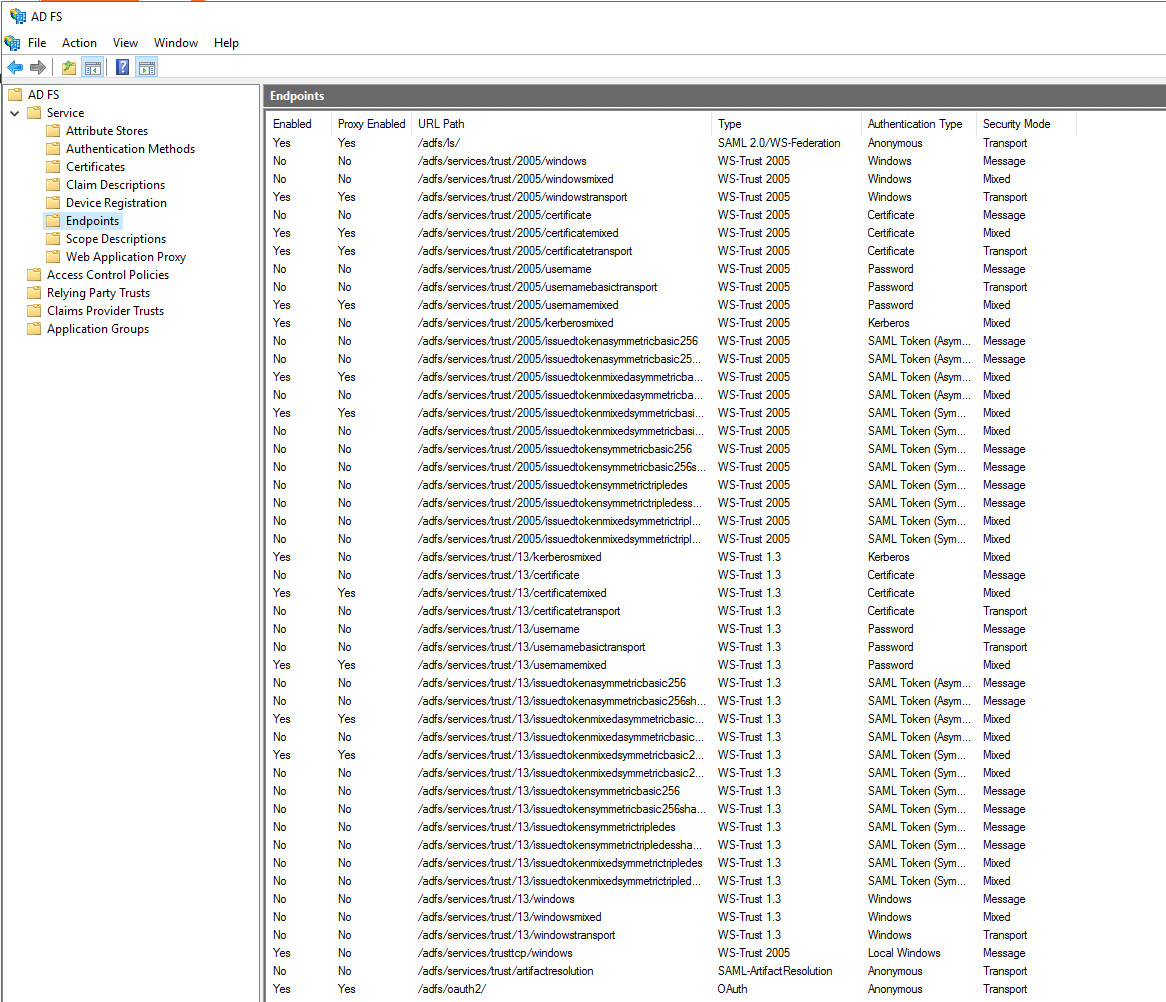 AD FS
File Action View Window Help
AD FS
Service
Attribute Stores
Authentication Methods
Certificates
Claim Descriptions
Device Registration
Endpoints
Scope Descriptions
Web Application Proxy
Access Control Policies
Relying Party Trusts
Claims Provider Trusts
Application Groups
Endpoints
Enabled Proxy Enabled URL Path Type Authentication Type Security Mode
Yes Yes /adfs/ls/ SAML 2.0/WS-Federation Anonymous Transport
No No /adfs/services/trust/2005/windows WS-Trust 2005 Windows Message
No No /adfs/services/trust/2005/windowsmixed WS-Trust 2005 Windows Mixed
Yes Yes /adfs/services/trust/2005/windowstransport WS-Trust 2005 Windows Transport
No No /adfs/services/trust/2005/certificate WS-Trust 2005 Certificate Message
Yes Yes /adfs/services/trust/2005/certificatemixed WS-Trust 2005 Certificate Mixed
Yes Yes /adfs/services/trust/2005/certificatetransport WS-Trust 2005 Certificate Transport
No No /adfs/services/trust/2005/username WS-Trust 2005 Password Message
No No /adfs/services/trust/2005/usernamebasictransport WS-Trust 2005 Password Transport
Yes Yes /adfs/services/trust/2005/usernamemixed WS-Trust 2005 Password Mixed
Yes No /adfs/services/trust/2005/kerberosmixed WS-Trust 2005 Kerberos Mixed
No No /adfs/services/trust/2005/issuedtokenasymmetricbasic256 WS-Trust 2005 SAML Token (Asym... Message
No No /adfs/services/trust/2005/issuedtokenasymmetricbasic25... WS-Trust 2005 SAML Token (Asym... Message
Yes Yes /adfs/services/trust/2005/issuedtokenmixedasymmetricba... WS-Trust 2005 SAML Token (Asym... Mixed
No No /adfs/services/trust/2005/issuedtokenmixedasymmetricba... WS-Trust 2005 SAML Token (Asym... Mixed
Yes Yes /adfs/services/trust/2005/issuedtokenmixedsymmetricbasi... WS-Trust 2005 SAML Token (Sym... Mixed
No No /adfs/services/trust/2005/issuedtokenmixedsymmetricbasi... WS-Trust 2005 SAML Token (Sym... Mixed
No No /adfs/services/trust/2005/issuedtokensymmetricbasic256 WS-Trust 2005 SAML Token (Sym... Message
No No /adfs/services/trust/2005/issuedtokensymmetricbasic256s... WS-Trust 2005 SAML Token (Sym... Message
No No /adfs/services/trust/2005/issuedtokensymmetrictripledes WS-Trust 2005 SAML Token (Sym... Message
No No /adfs/services/trust/2005/issuedtokensymmetrictripledess... WS-Trust 2005 SAML Token (Sym... Message
No No /adfs/services/trust/2005/issuedtokenmixedsymmetrictripl... WS-Trust 2005 SAML Token (Sym... Mixed
No No /adfs/services/trust/2005/issuedtokenmixedsymmetrictripl... WS-Trust 2005 SAML Token (Sym... Mixed
Yes No /adfs/services/trust/13/kerberosmixed WS-Trust 1.3 Kerberos Mixed
No No /adfs/services/trust/13/certificate WS-Trust 1.3 Certificate Message
Yes Yes /adfs/services/trust/13/certificatemixed WS-Trust 1.3 Certificate Mixed
No No /adfs/services/trust/13/certificatetransport WS-Trust 1.3 Certificate Transport
No No /adfs/services/trust/13/username WS-Trust 1.3 Password Message
No No /adfs/services/trust/13/usernamebasictransport WS-Trust 1.3 Password Transport
Yes Yes /adfs/services/trust/13/usernamemixed WS-Trust 1.3 Password Mixed
No No /adfs/services/trust/13/issuedtokenasymmetricbasic256 WS-Trust 1.3 SAML Token (Asym... Message
No No /adfs/services/trust/13/issuedtokenasymmetricbasic256sh... WS-Trust 1.3 SAML Token (Asym... Message
Yes Yes /adfs/services/trust/13/issuedtokenmixedasymmetricbasic... WS-Trust 1.3 SAML Token (Asym... Mixed
No No /adfs/services/trust/13/issuedtokenmixedasymmetricbasic... WS-Trust 1.3 SAML Token (Asym... Mixed
Yes Yes /adfs/services/trust/13/issuedtokenmixedsymmetricbasic2... WS-Trust 1.3 SAML Token (Sym... Mixed
No No /adfs/services/trust/13/issuedtokenmixedsymmetricbasic2... WS-Trust 1.3 SAML Token (Sym... Mixed
No No /adfs/services/trust/13/issuedtokensymmetricbasic256 WS-Trust 1.3 SAML Token (Sym... Message
No No /adfs/services/trust/13/issuedtokensymmetricbasic256sha... WS-Trust 1.3 SAML Token (Sym... Message
No No /adfs/services/trust/13/issuedtokensymmetrictripledes WS-Trust 1.3 SAML Token (Sym... Message
No No /adfs/services/trust/13/issuedtokensymmetrictripledessha... WS-Trust 1.3 SAML Token (Sym... Message
No No /adfs/services/trust/13/issuedtokenmixedsymmetrictripledes WS-Trust 1.3 SAML Token (Sym... Mixed
No No /adfs/services/trust/13/issuedtokenmixedsymmetrictripled... WS-Trust 1.3 SAML Token (Sym... Mixed
No No /adfs/services/trust/13/windows WS-Trust 1.3 Windows Message
No No /adfs/services/trust/13/windowsmixed WS-Trust 1.3 Windows Mixed
No No /adfs/services/trust/13/windowstransport WS-Trust 1.3 Windows Transport
Yes No /adfs/services/trusttcp/windows WS-Trust 2005 Local Windows Message
No No /adfs/services/trust/artifactresolution SAML-ArtifactResolution Anonymous Transport
Yes Yes /adfs/oauth2/ OAuth Anonymous Transport